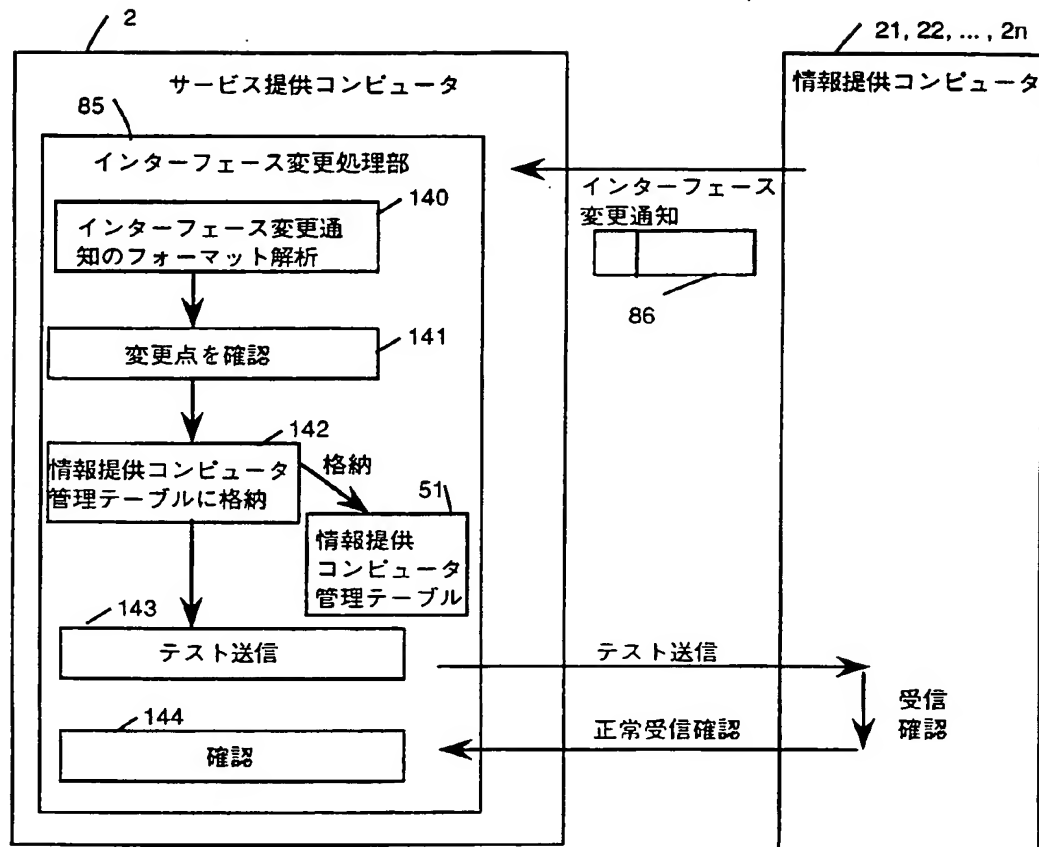 2
21, 22, ... , 2n
サービス提供コンピュータ
情報提供コンピュータ
85
インターフェース変更処理部
140
インターフェース変更通
知のフォーマット解析
インターフェース
変更通知
86
141
変更点を確認
142
情報提供コンピュータ
管理テーブルに格納
格納
51
情報提供
コンピュータ
管理テーブル
143
テスト送信
テスト送信
受信
確認
144
確認
正常受信確認